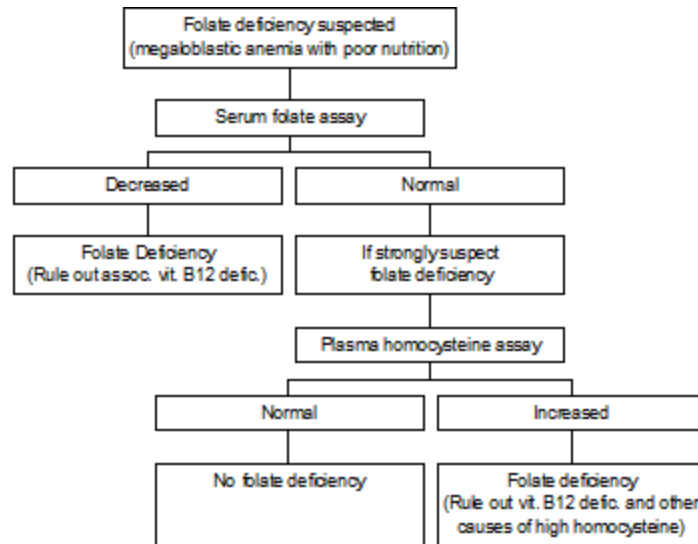 Folate deficiency suspected
(megaloblastic anemia with poor nutrition)
Serum folate assay
Decreased
Normal
Folate Deficiency
(Rule out assoc. vit. B12 defic.)
If strongly suspect
folate deficiency
Plasma homocysteine assay
Normal
Increased
No folate deficiency
Folate deficiency
(Rule out vit. B12 defic. and other
causes of high homocysteine)